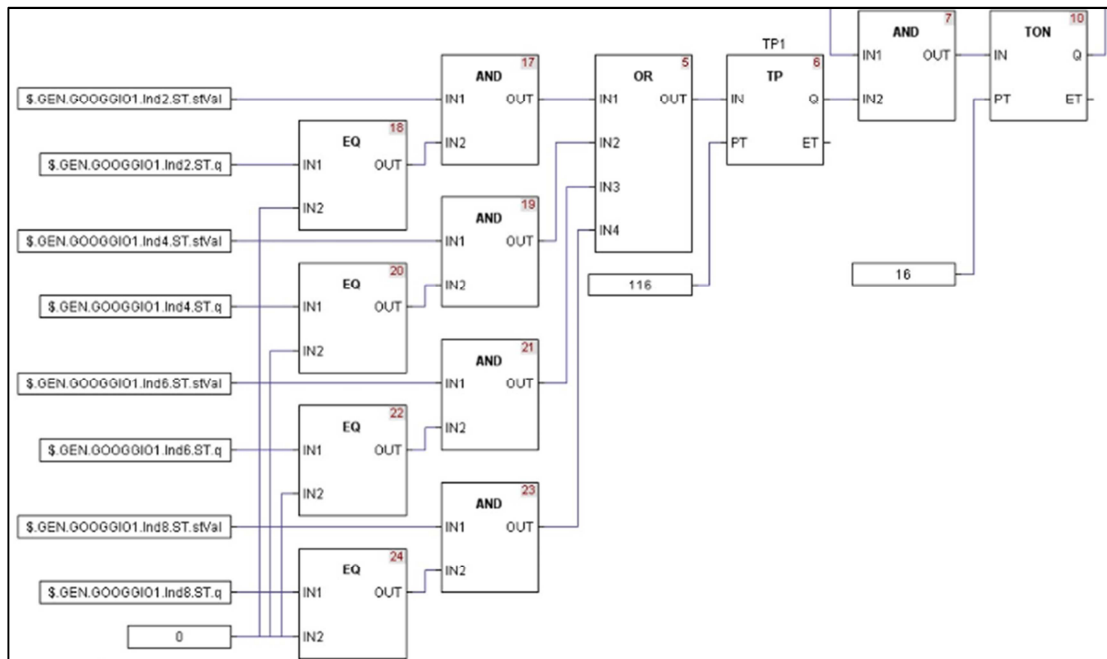 7
10
17
5
TP1
6
AND
TON
AND
OR
TP
IN1 OUT
IN Q
$.GEN.GOOGGIO1.Ind2.ST.stVal
IN1 OUT
IN1 OUT
IN Q
IN2
PT ET
18
EQ
IN2
IN2
PT ET
$.GEN.GOOGGIO1.Ind2.ST.q
IN1 OUT
IN3
IN2
19
AND
IN4
$.GEN.GOOGGIO1.Ind4.ST.stVal
IN1 OUT
20
EQ
IN2
116
16
$.GEN.GOOGGIO1.Ind4.ST.q
IN1 OUT
IN2
21
AND
$.GEN.GOOGGIO1.Ind6.ST.stVal
IN1 OUT
22
EQ
IN2
$.GEN.GOOGGIO1.Ind6.ST.q
IN1 OUT
IN2
23
AND
$.GEN.GOOGGIO1.Ind8.ST.stVal
IN1 OUT
24
EQ
IN2
$.GEN.GOOGGIO1.Ind8.ST.q
IN1 OUT
0
IN2